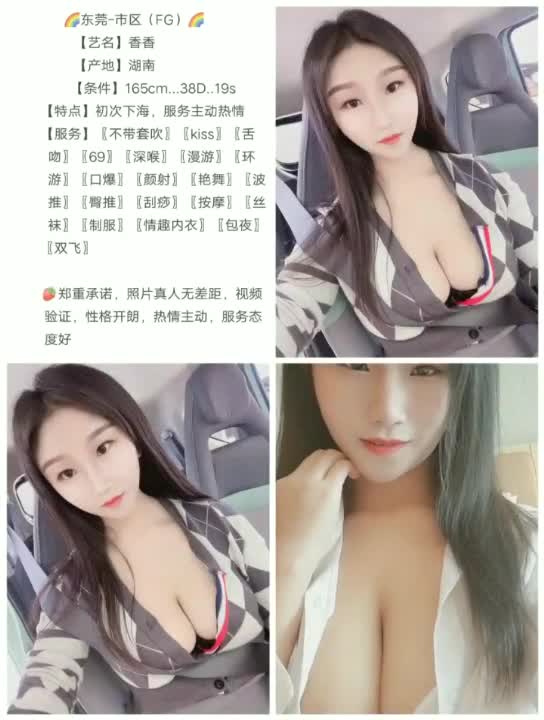 🌈东莞-市区（FG）🌈
【艺名】香香
【产地】湖南
【条件】165cm...38D..19s
【特点】初次下海，服务主动热情
【服务】〖不带套吹〗〖kiss〗〖舌
吻〗〖69〗〖深喉〗〖漫游〗〖环
游〗〖口爆〗〖颜射〗〖艳舞〗〖波
推〗〖臀推〗〖刮痧〗〖按摩〗〖丝
袜〗〖制服〗〖情趣内衣〗〖包夜〗
〖双飞〗
🍓郑重承诺，照片真人无差距，视频
验证，性格开朗，热情主动，服务态
度好